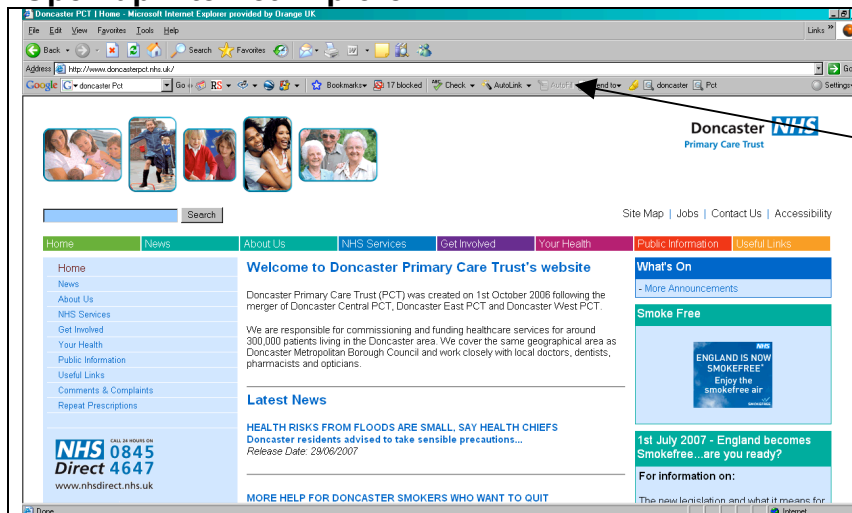 Doncaster PCT | Home - Microsoft Internet Explorer provided by Orange UK
File Edit View Favorites Tools Help
Links »
Back Search Favorites
Address http://www.doncasterpct.nhs.uk/
Go
Google G doncaster Pct Go RS Bookmarks 17 blocked Check AutoLink AutoFill doncaster Pct Settings
Doncaster NHS
Primary Care Trust
Search
Site Map | Jobs | Contact Us | Accessibility
Home News About Us NHS Services Get Involved Your Health Public Information Useful Links
Home
News
About Us
NHS Services
Get Involved
Your Health
Public Information
Useful Links
Comments & Complaints
Repeat Prescriptions
NHS CALL 24 HOURS ON 0845
Direct 4647
www.nhsdirect.nhs.uk
Welcome to Doncaster Primary Care Trust's website
Doncaster Primary Care Trust (PCT) was created on 1st October 2006 following the
merger of Doncaster Central PCT, Doncaster East PCT and Doncaster West PCT.
We are responsible for commissioning and funding healthcare services for around
300,000 patients living in the Doncaster area. We cover the same geographical area as
Doncaster Metropolitan Borough Council and work closely with local doctors, dentists,
pharmacists and opticians.
Latest News
HEALTH RISKS FROM FLOODS ARE SMALL, SAY HEALTH CHIEFS
Doncaster residents advised to take sensible precautions...
Release Date: 29/06/2007
MORE HELP FOR DONCASTER SMOKERS WHO WANT TO QUIT
What's On
- More Announcements
Smoke Free
NHS
ENGLAND IS NOW
SMOKEFREE*
Enjoy the
smokefree air
1st July 2007 - England becomes
Smokefree...are you ready?
For information on:
The new legislation and what it means for
Done
Internet